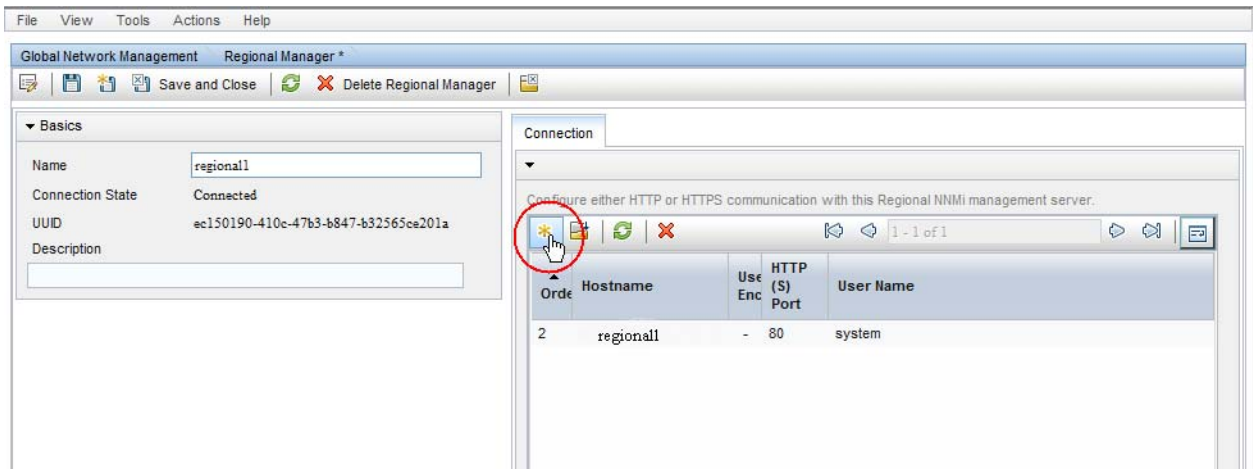 File View Tools Actions Help
Global Network Management Regional Manager *
Save and Close Delete Regional Manager
Basics
Name regional1
Connection State Connected
UUID ec150190-410c-47b3-b847-b32565ce201a
Description
Connection
Configure either HTTP or HTTPS communication with this Regional NNMi management server.
1 - 1 of 1
Orde Hostname Use Enc HTTP (S) Port User Name
2 regional1 - 80 system